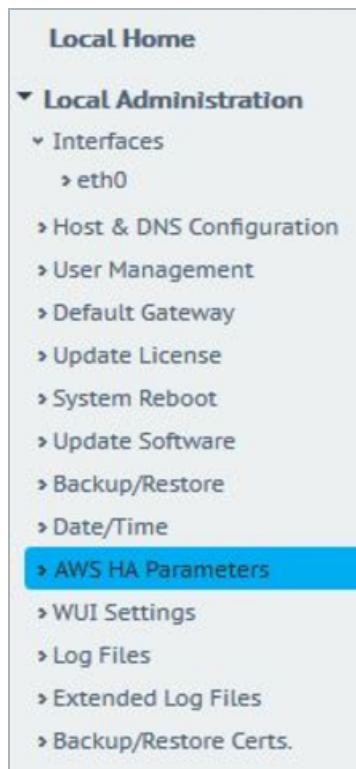 Local Home
Local Administration
Interfaces
eth0
Host & DNS Configuration
User Management
Default Gateway
Update License
System Reboot
Update Software
Backup/Restore
Date/Time
AWS HA Parameters
WUI Settings
Log Files
Extended Log Files
Backup/Restore Certs.